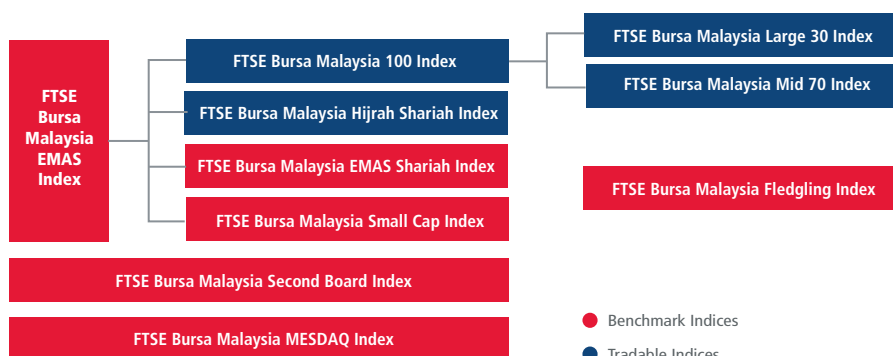 FTSE
Bursa
Malaysia
EMAS
Index
FTSE Bursa Malaysia 100 Index
FTSE Bursa Malaysia Hijrah Shariah Index
FTSE Bursa Malaysia EMAS Shariah Index
FTSE Bursa Malaysia Small Cap Index
FTSE Bursa Malaysia Large 30 Index
FTSE Bursa Malaysia Mid 70 Index
FTSE Bursa Malaysia Fledgling Index
FTSE Bursa Malaysia Second Board Index
FTSE Bursa Malaysia MESDAQ Index
Benchmark Indices
Tradable Indices